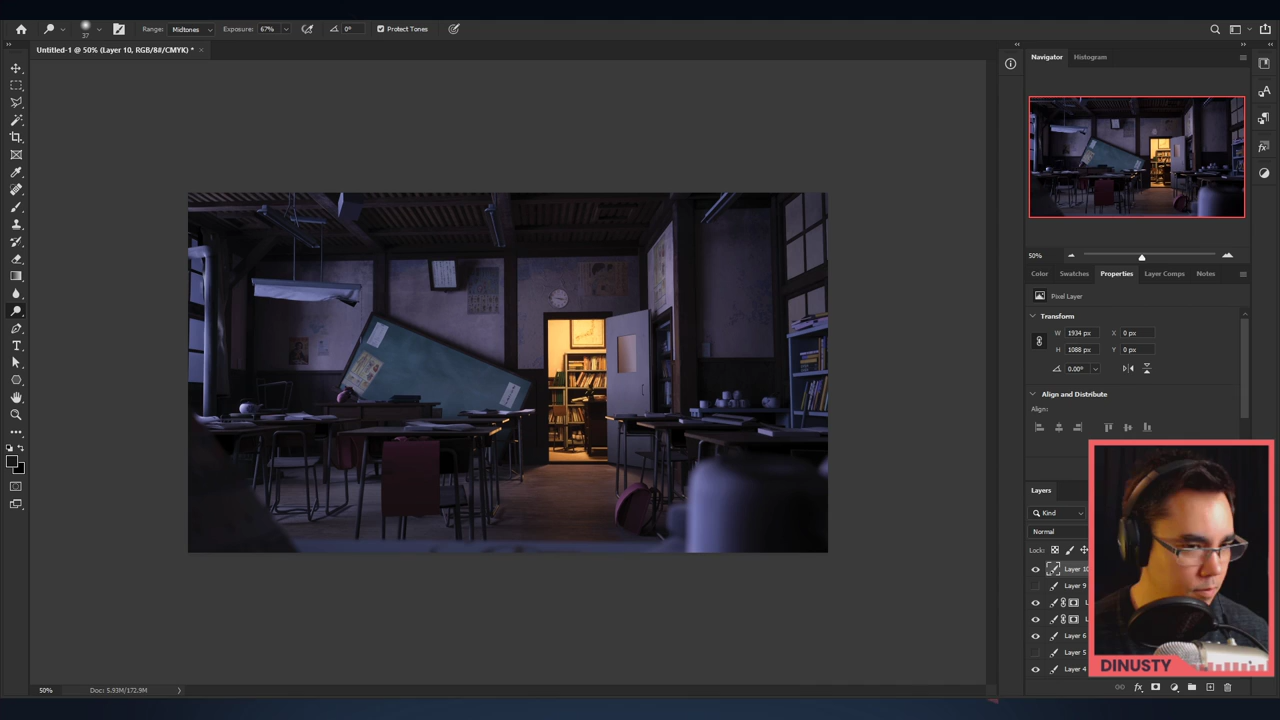 37
Range: Midtones
Exposure: 67%
0°
Protect Tones
Untitled-1 @ 50% (Layer 10, RGB/8#/CMYK) *
Navigator
Histogram
50%
Color
Swatches
Properties
Layer Comps
Notes
Pixel Layer
Transform
W 1934 px
X 0 px
H 1088 px
Y 0 px
0.00°
Align and Distribute
Align:
Layers
Kind
Normal
Lock:
Layer 10
Layer 9
L
L
Layer 6
Layer 5
Layer 4
DINUSTY
50%
Doc: 5.93M/172.9M